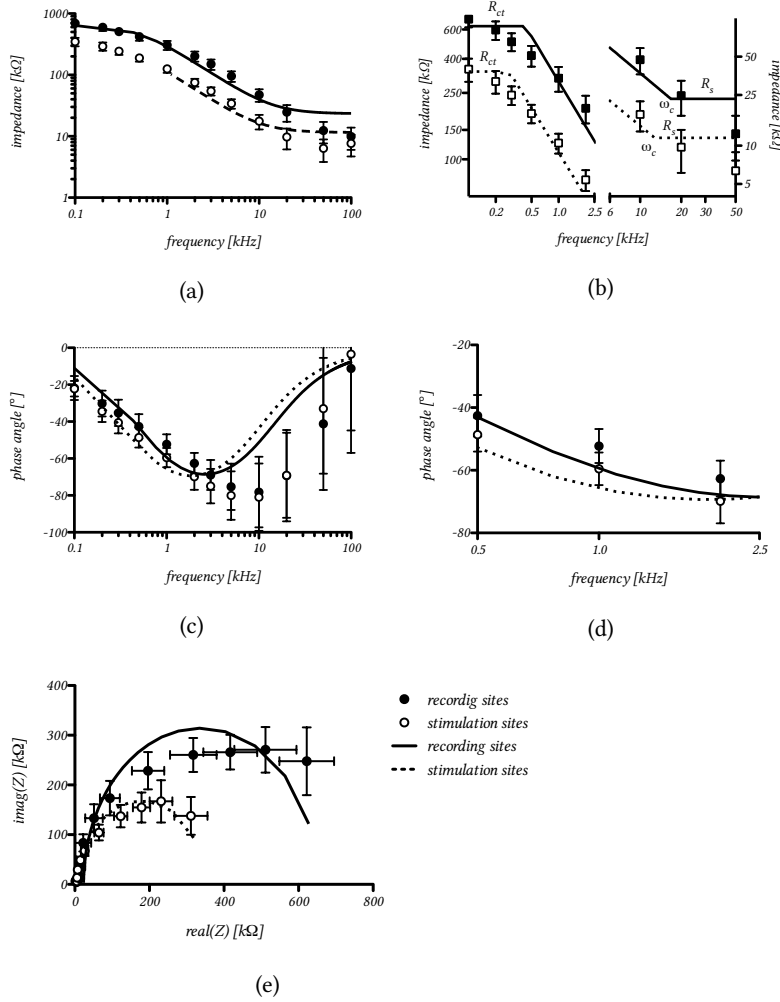 1000
100
10
1
impedance [kΩ]
0.1
1
10
100
frequency [kHz]
(a)
600
400
250
150
100
impedance [kΩ]
R_ct
R_ct
R_s
ω_c
R_s
ω_c
50
25
10
5
impedance [kΩ]
0.2
0.5
1.0
2.5
6
10
20
30
50
frequency [kHz]
(b)
0
-20
-40
-60
-80
-100
phase angle [°]
0.1
1
10
100
frequency [kHz]
(c)
-20
-40
-60
-80
phase angle [°]
0.5
1.0
2.5
frequency [kHz]
(d)
400
300
200
100
0
imag(Z) [kΩ]
0
200
400
600
800
real(Z) [kΩ]
(e)
recordig sites
stimulation sites
recording sites
stimulation sites